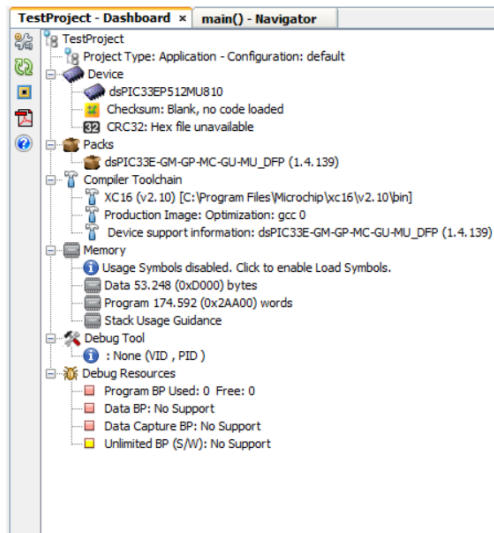 TestProject - Dashboard × main() - Navigator
TestProject
Project Type: Application - Configuration: default
Device
dsPIC33EP512MU810
Checksum: Blank, no code loaded
32 CRC32: Hex file unavailable
Packs
dsPIC33E-GM-GP-MC-GU-MU_DFP (1.4.139)
Compiler Toolchain
XC16 (v2.10) [C:\Program Files\Microchip\xc16\v2.10\bin]
Production Image: Optimization: gcc 0
Device support information: dsPIC33E-GM-GP-MC-GU-MU_DFP (1.4.139)
Memory
Usage Symbols disabled. Click to enable Load Symbols.
Data 53.248 (0xD000) bytes
Program 174.592 (0x2AA00) words
Stack Usage Guidance
Debug Tool
: None (VID , PID )
Debug Resources
Program BP Used: 0 Free: 0
Data BP: No Support
Data Capture BP: No Support
Unlimited BP (S/W): No Support